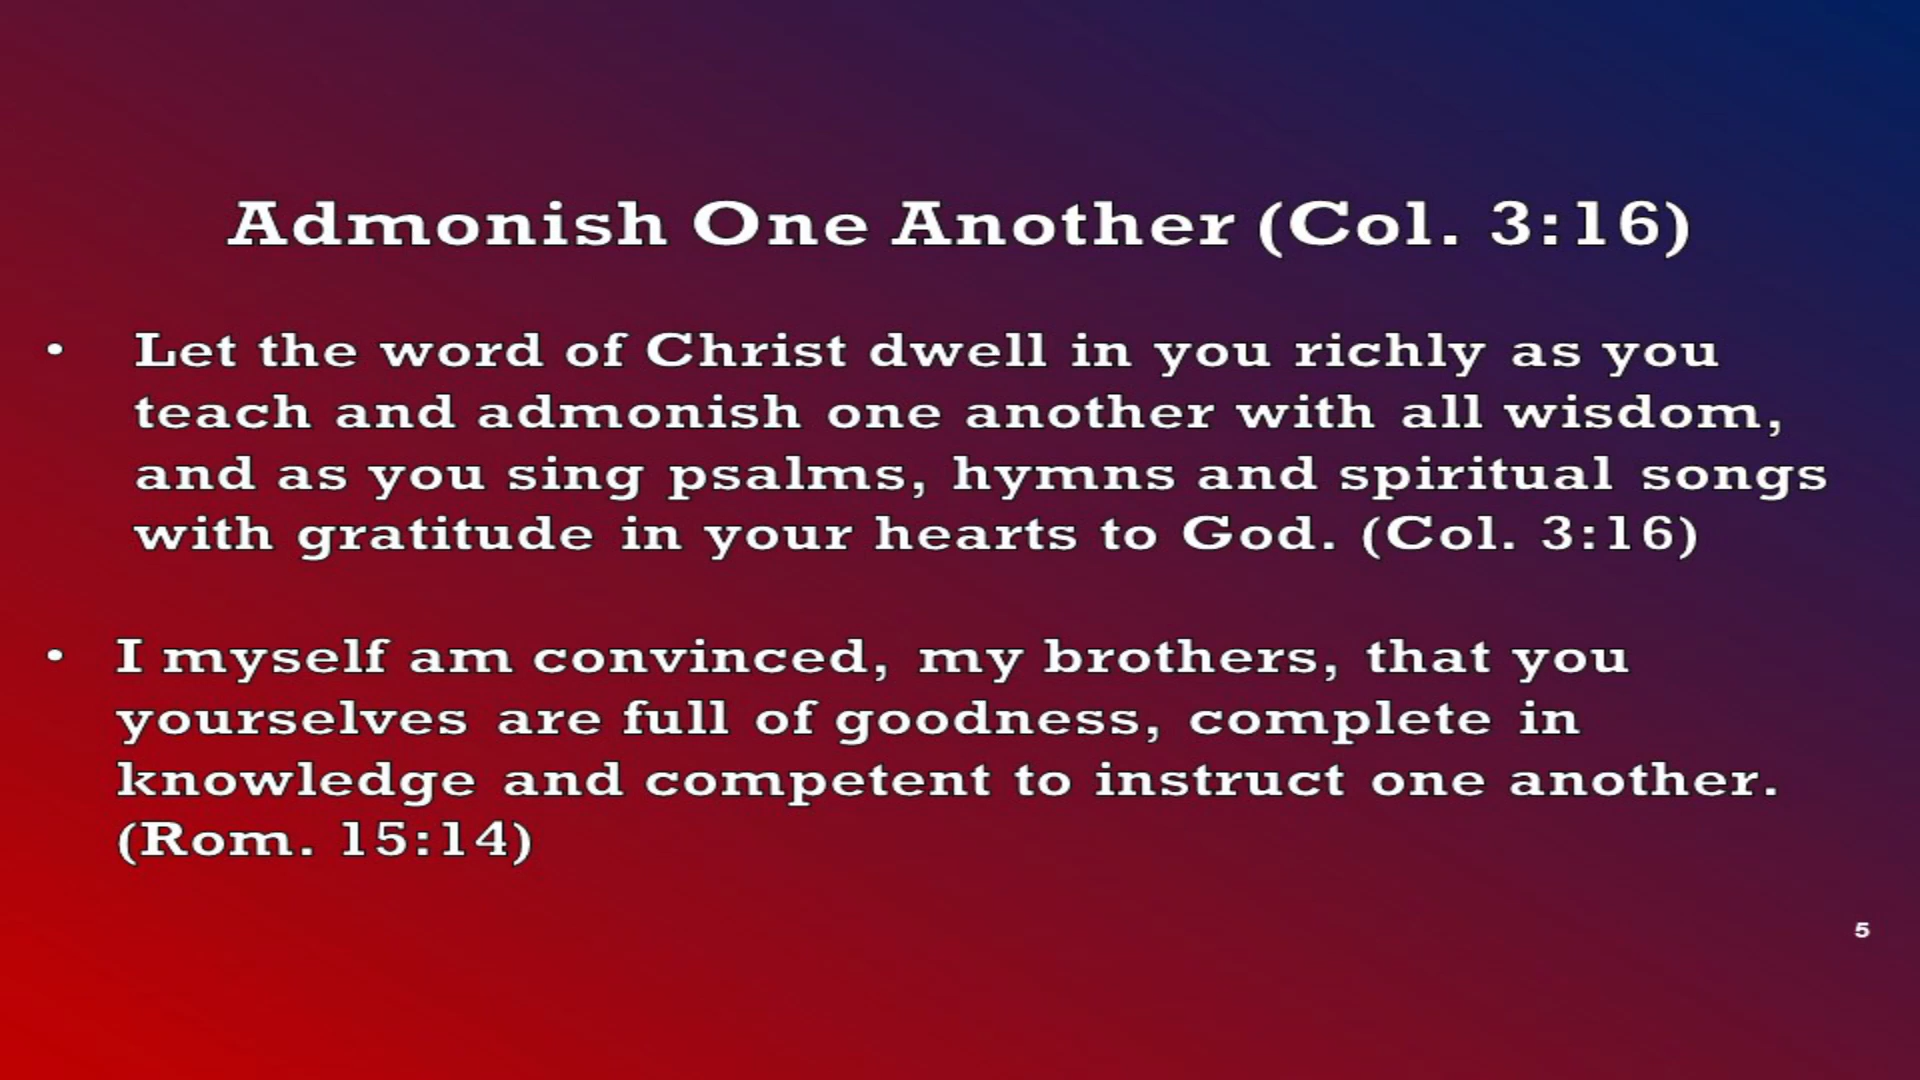 Admonish One Another (Col. 3:16)
• Let the word of Christ dwell in you richly as you
teach and admonish one another with all wisdom,
and as you sing psalms, hymns and spiritual songs
with gratitude in your hearts to God. (Col. 3:16)
• I myself am convinced, my brothers, that you
yourselves are full of goodness, complete in
knowledge and competent to instruct one another.
(Rom. 15:14)
5